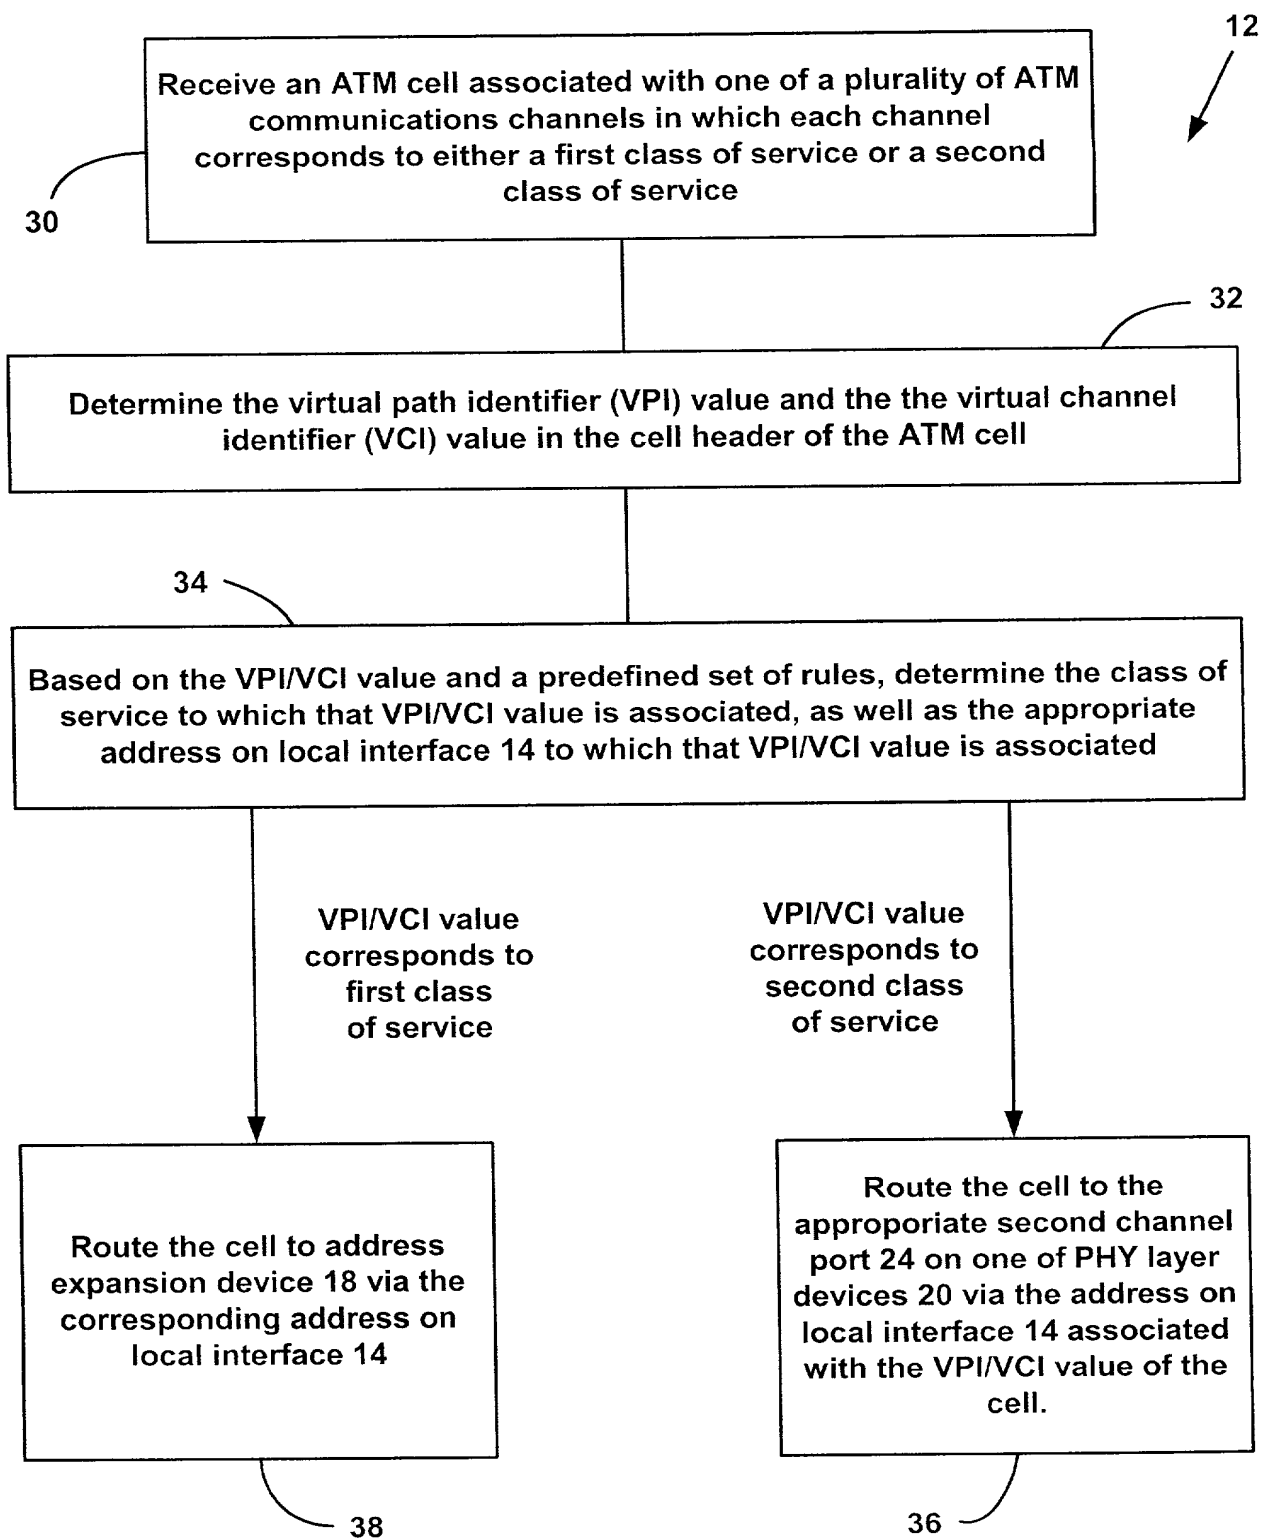 12
Receive an ATM cell associated with one of a plurality of ATM
communications channels in which each channel
corresponds to either a first class of service or a second
class of service
30
32
Determine the virtual path identifier (VPI) value and the the virtual channel
identifier (VCI) value in the cell header of the ATM cell
34
Based on the VPI/VCI value and a predefined set of rules, determine the class of
service to which that VPI/VCI value is associated, as well as the appropriate
address on local interface 14 to which that VPI/VCI value is associated
VPI/VCI value
corresponds to
first class
of service
VPI/VCI value
corresponds to
second class
of service
Route the cell to address
expansion device 18 via the
corresponding address on
local interface 14
Route the cell to the
approporiate second channel
port 24 on one of PHY layer
devices 20 via the address on
local interface 14 associated
with the VPI/VCI value of the
cell.
38
36